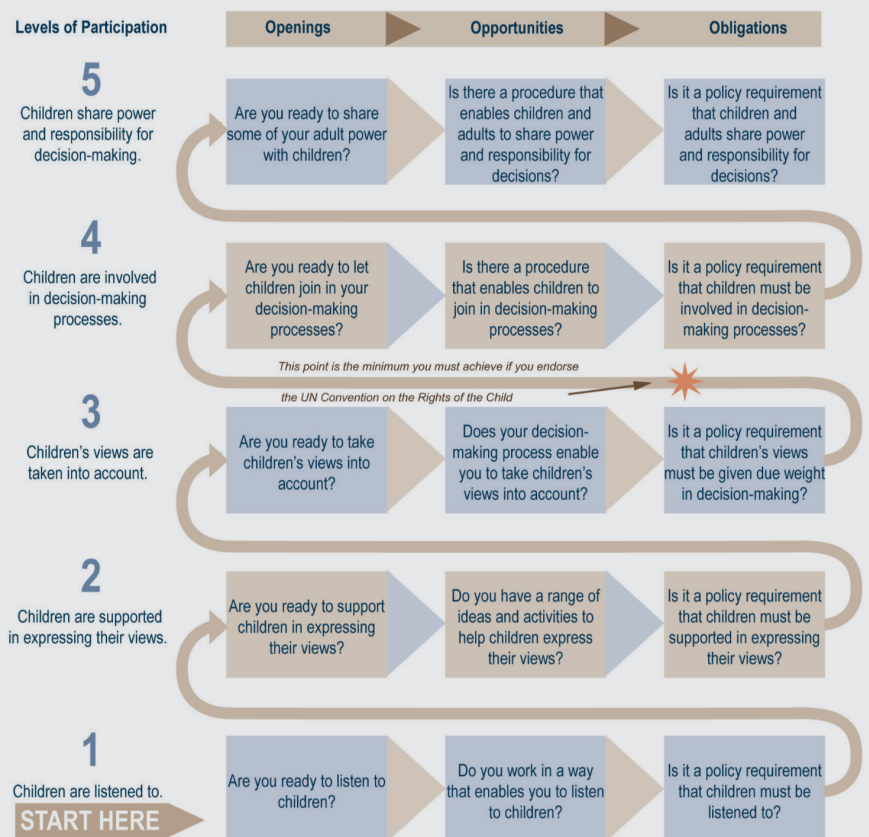 Levels of Participation
Openings
Opportunities
Obligations
5
Children share power
and responsibility for
decision-making.
Are you ready to share
some of your adult power
with children?
Is there a procedure that
enables children and
adults to share power
and responsibility for
decisions?
Is it a policy requirement
that children and
adults share power
and responsibility for
decisions?
4
Children are involved
in decision-making
processes.
Are you ready to let
children join in your
decision-making
processes?
Is there a procedure
that enables children to
join in decision-making
processes?
Is it a policy requirement
that children must be
involved in decision-
making processes?
This point is the minimum you must achieve if you endorse
the UN Convention on the Rights of the Child
3
Children’s views are
taken into account.
Are you ready to take
children’s views into
account?
Does your decision-
making process enable
you to take children’s
views into account?
Is it a policy requirement
that children’s views
must be given due weight
in decision-making?
2
Children are supported
in expressing their views.
Are you ready to support
children in expressing
their views?
Do you have a range of
ideas and activities to
help children express
their views?
Is it a policy requirement
that children must be
supported in expressing
their views?
1
Children are listened to.
START HERE
Are you ready to listen to
children?
Do you work in a way
that enables you to listen
to children?
Is it a policy requirement
that children must be
listened to?